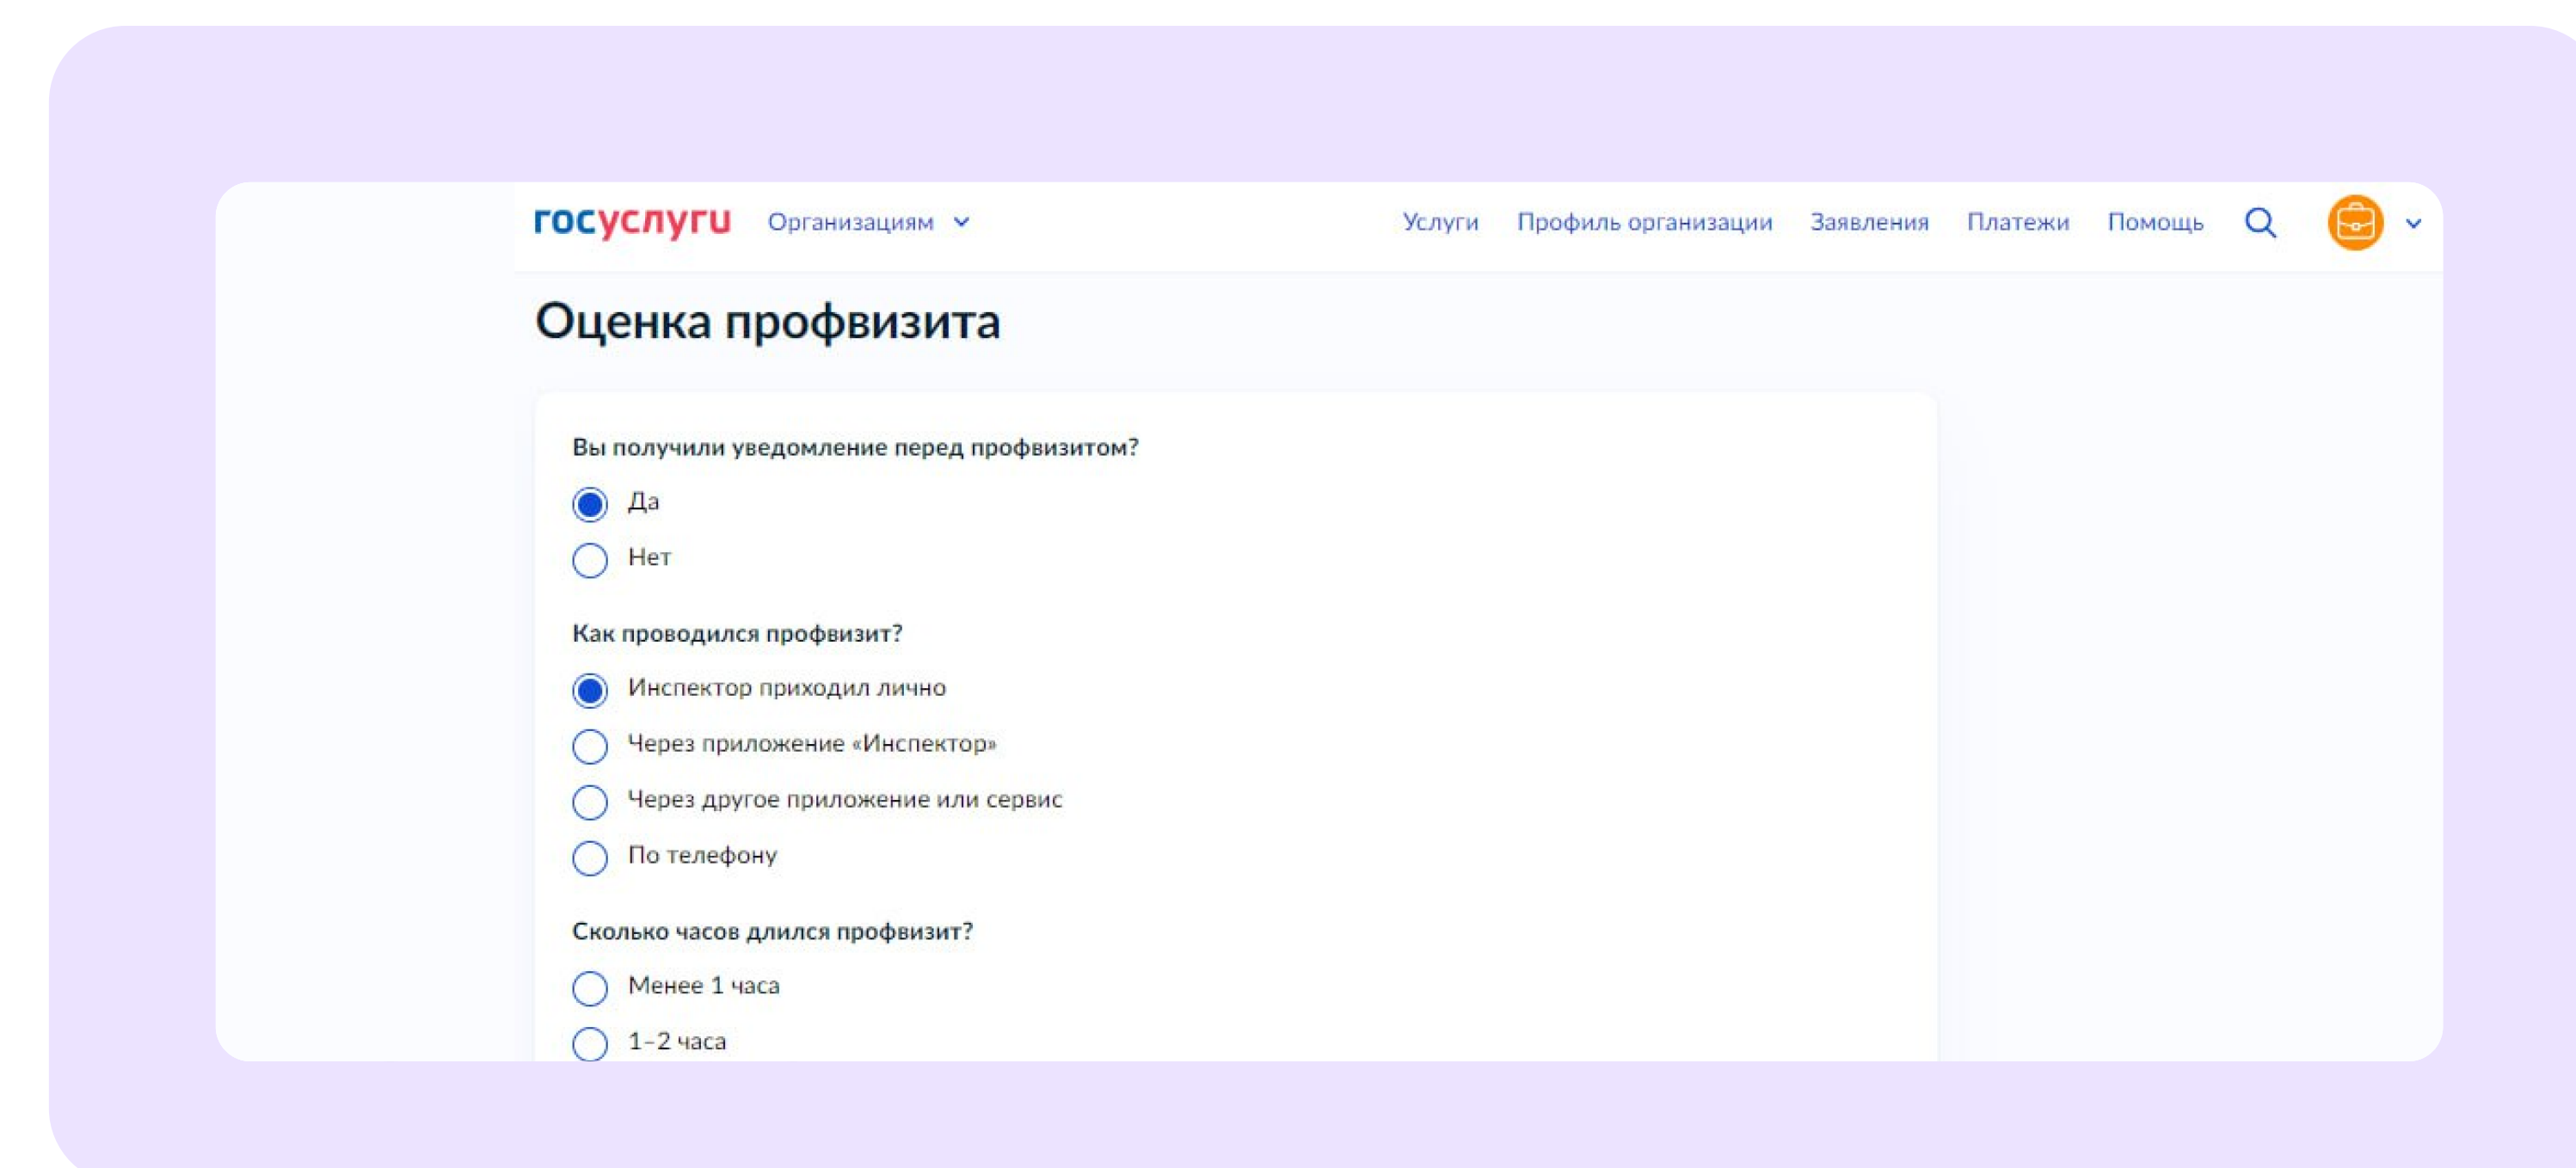 госуслуги Организациям Услуги Профиль организации Заявления Платежи Помощь
Оценка профвизита
Вы получили уведомление перед профвизитом?
Да
Нет
Как проводился профвизит?
Инспектор приходил лично
Через приложение «Инспектор»
Через другое приложение или сервис
По телефону
Сколько часов длился профвизит?
Менее 1 часа
1–2 часа